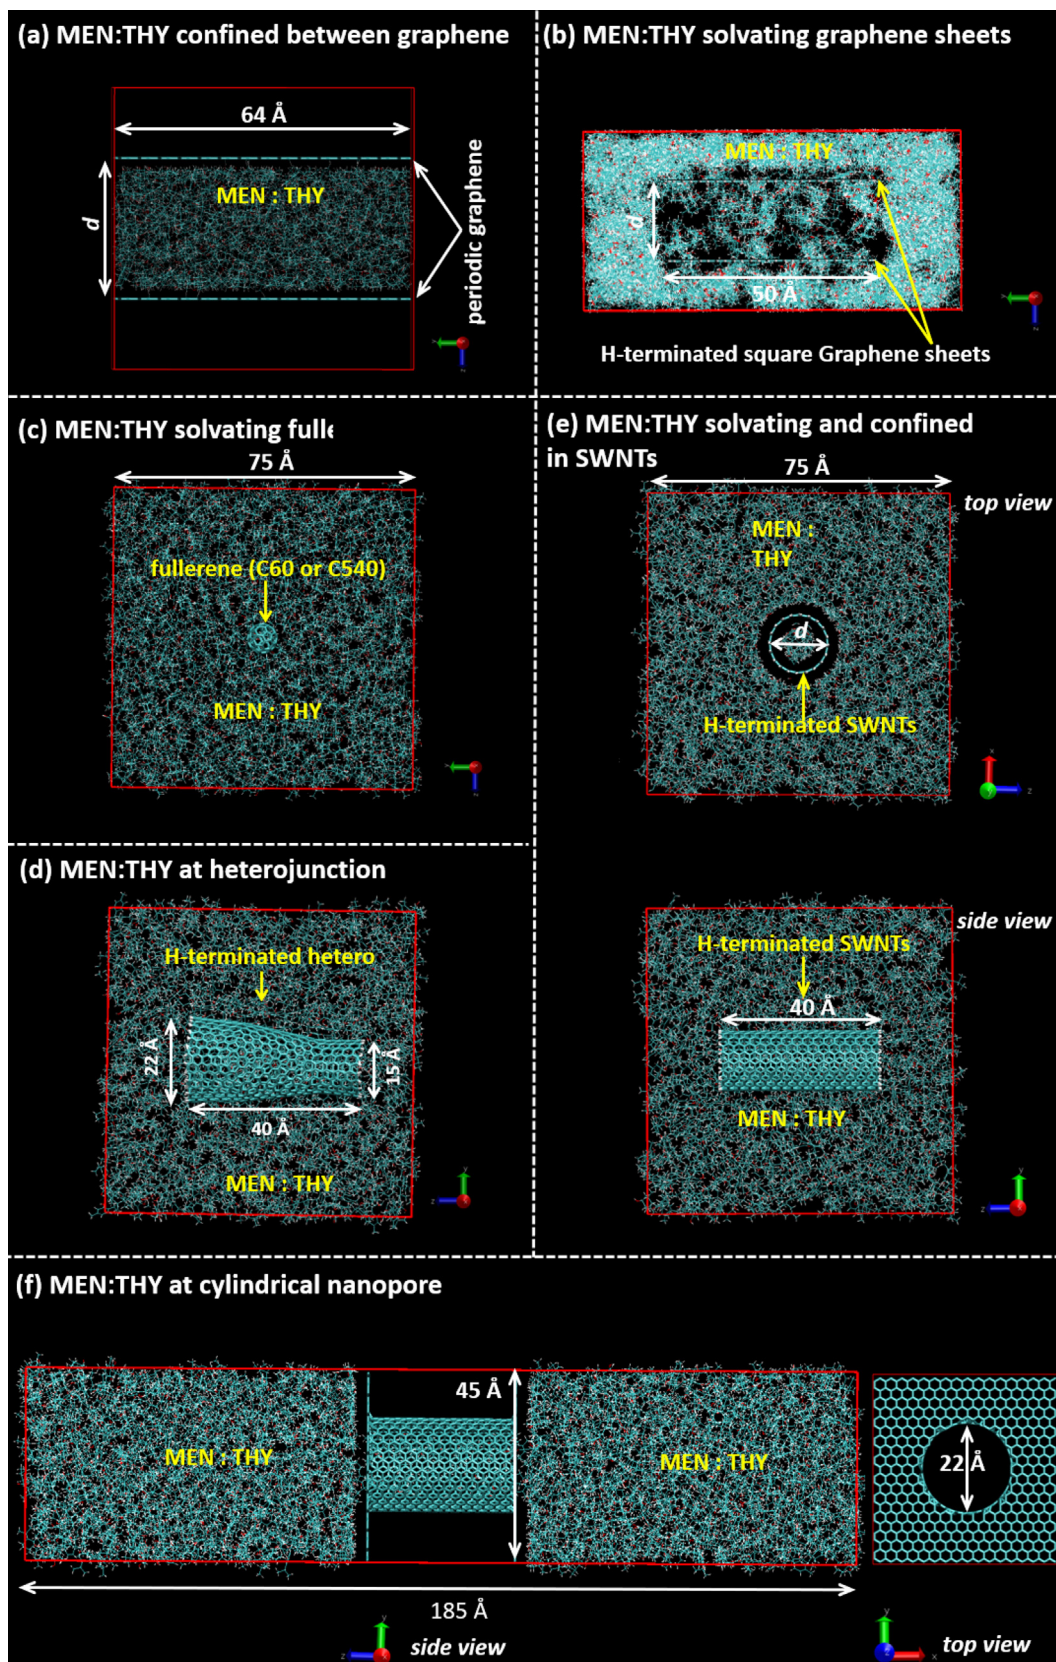 (a) MEN:THY confined between graphene
64 Å
MEN : THY
d
periodic graphene
(b) MEN:THY solvating graphene sheets
MEN : THY
d
50 Å
H-terminated square Graphene sheets
(c) MEN:THY solvating fulle
75 Å
fullerene (C60 or C540)
MEN : THY
(e) MEN:THY solvating and confined
in SWNTs
75 Å
top view
MEN :
THY
d
H-terminated SWNTs
(d) MEN:THY at heterojunction
H-terminated hetero
22 Å
15 Å
40 Å
MEN : THY
side view
H-terminated SWNTs
40 Å
MEN : THY
(f) MEN:THY at cylindrical nanopore
45 Å
MEN : THY
MEN : THY
22 Å
185 Å
side view
top view